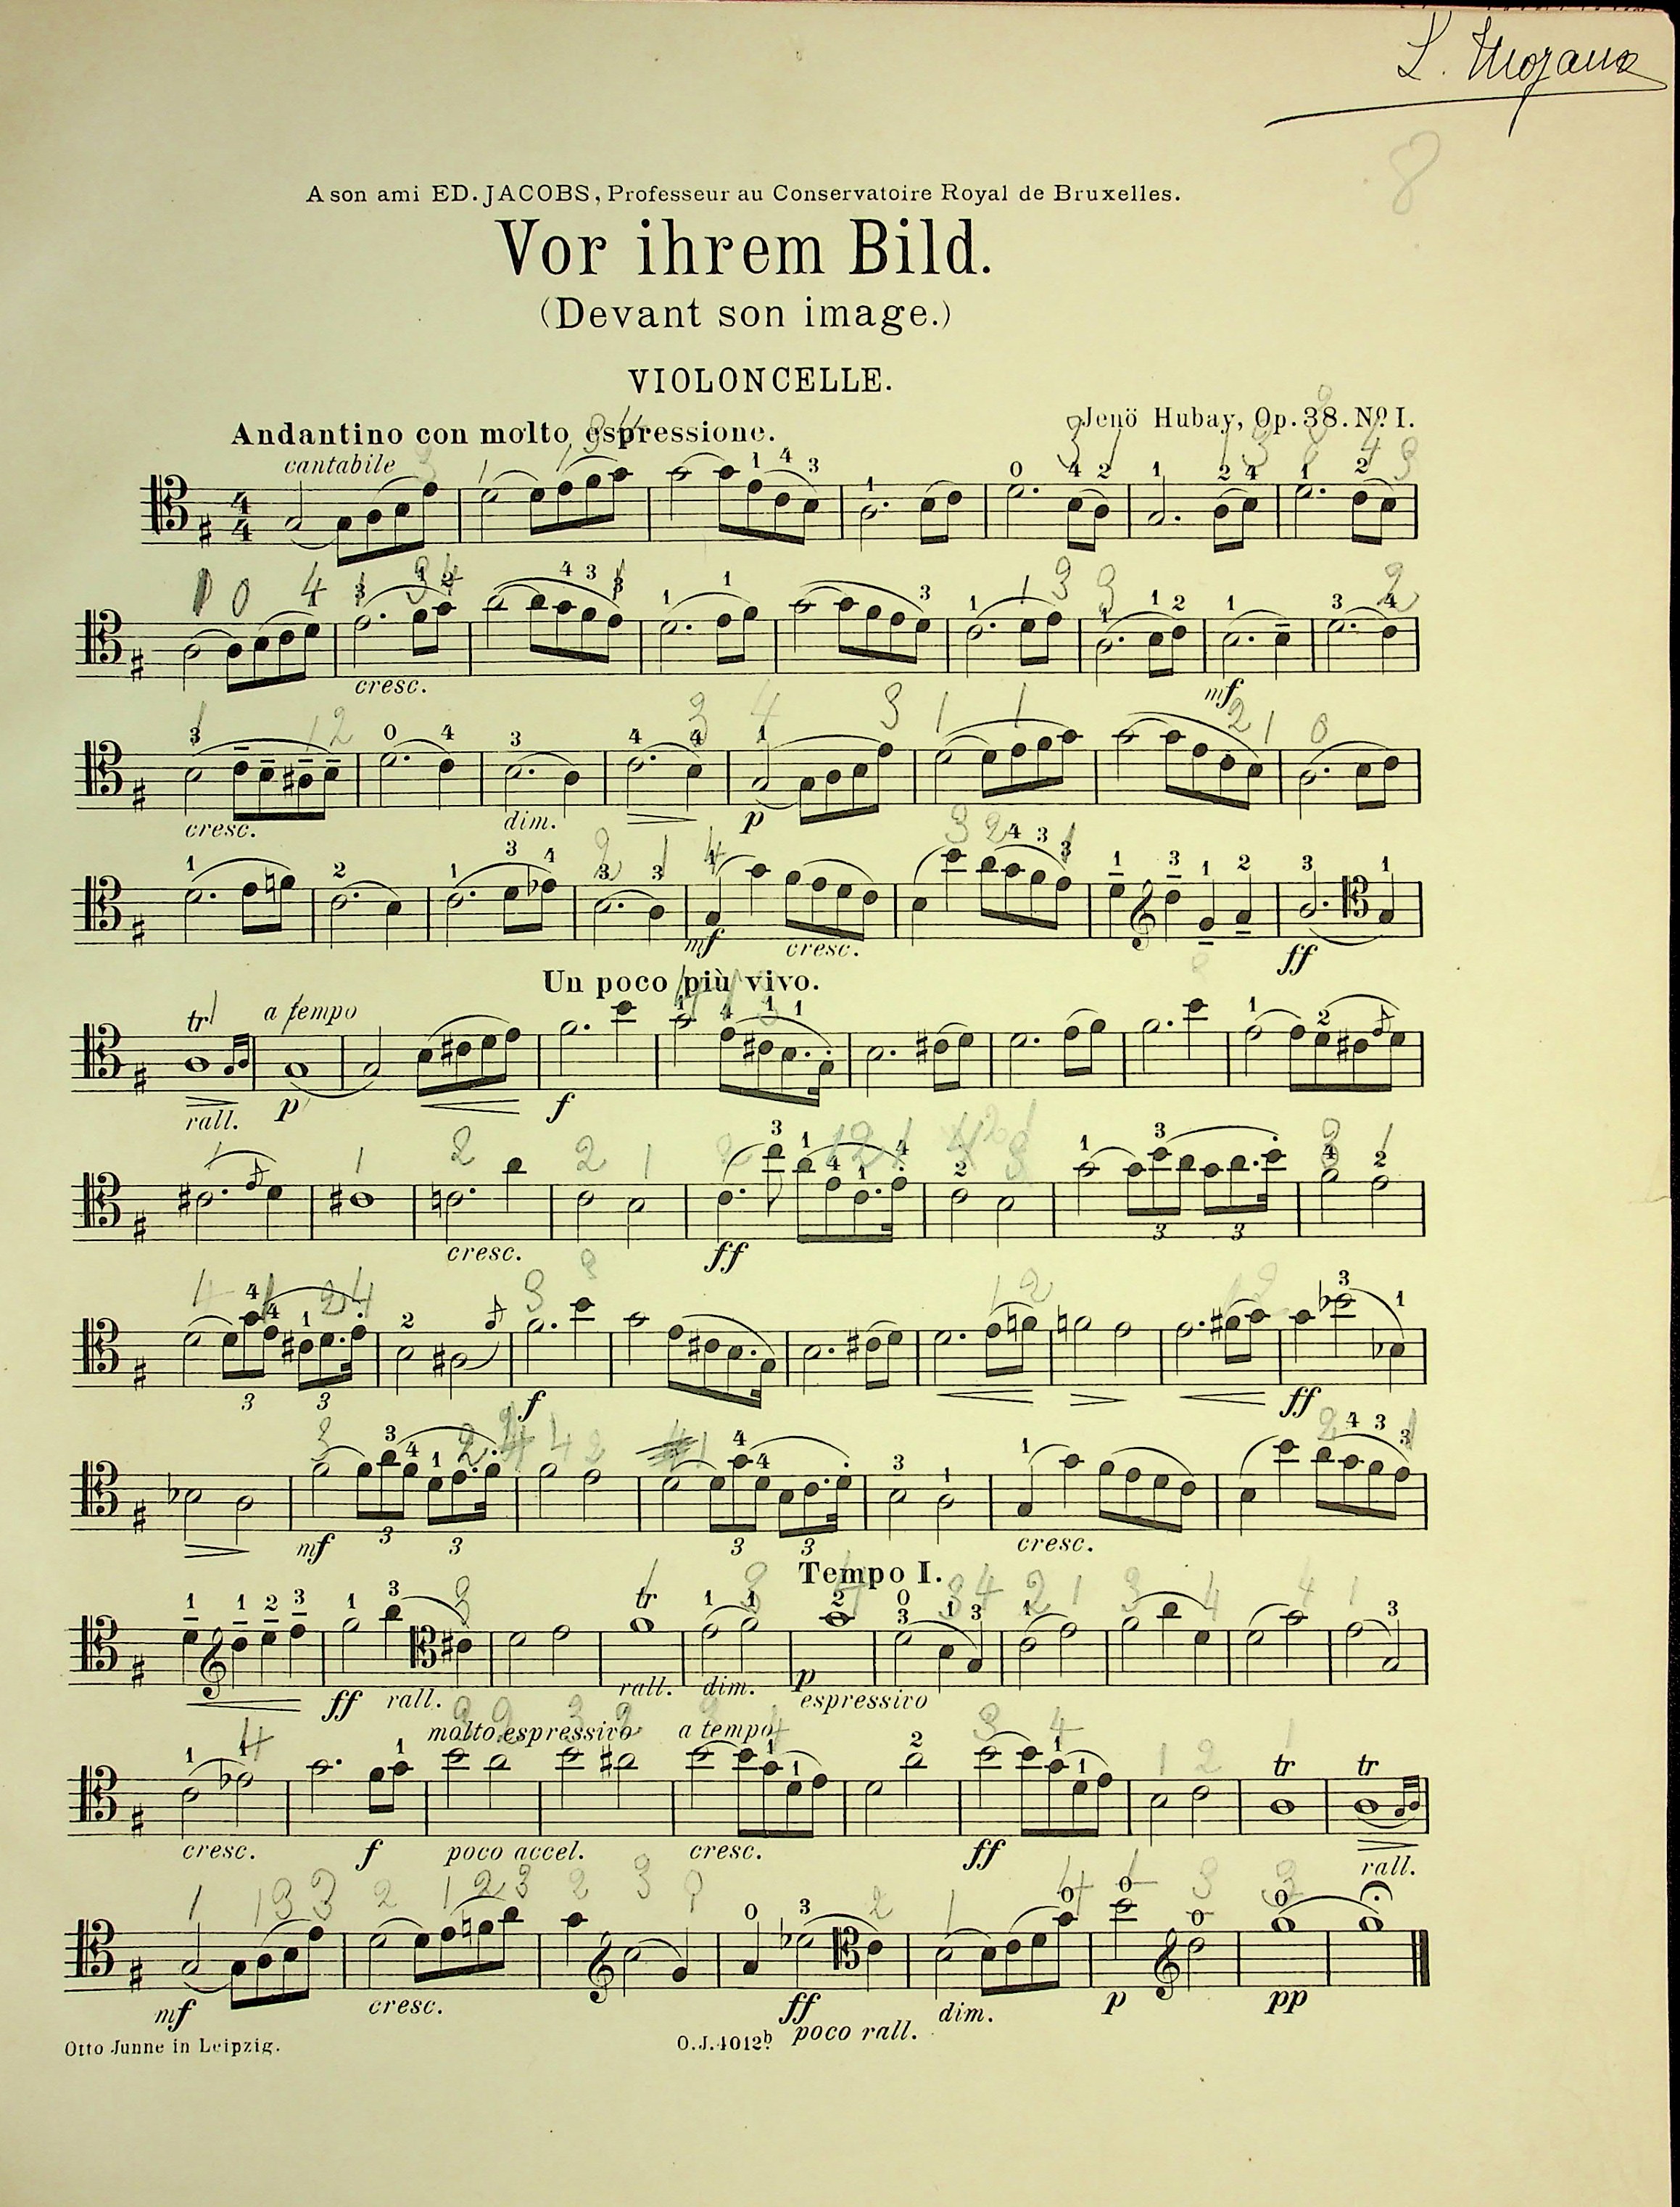 A son ami ED. JACOBS, Professeur au Conservatoire Royal de Bruxelles.
8
Vor ihrem Bild.
(Devant son image.)
VIOLONCELLE.
Jenö Hubay, Op. 38. No. I.
Andantino con molto espressione.
cantabile
cresc.
mf
cresc.
dim.
p
mf
cresc.
ff
Un poco più vivo.
tr
a tempo
rall.
p
f
cresc.
ff
f
ff
mf
cresc.
Tempo I.
tr
ff
rall.
rall.
dim.
p
espressivo
molto espressivo
a tempo
tr
tr
cresc.
f
poco accel.
cresc.
ff
rall.
mf
cresc.
ff
poco rall.
dim.
p
pp
Otto Junne in Leipzig.
O. J. 4012b.